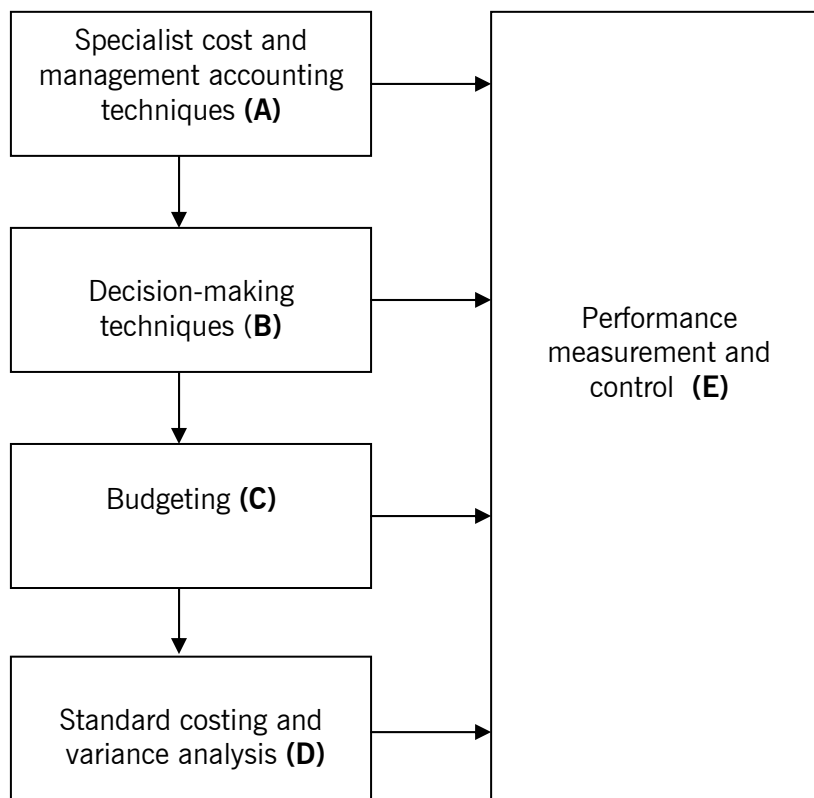 Specialist cost and
management accounting
techniques (A)
Decision-making
techniques (B)
Budgeting (C)
Standard costing and
variance analysis (D)
Performance
measurement and
control (E)